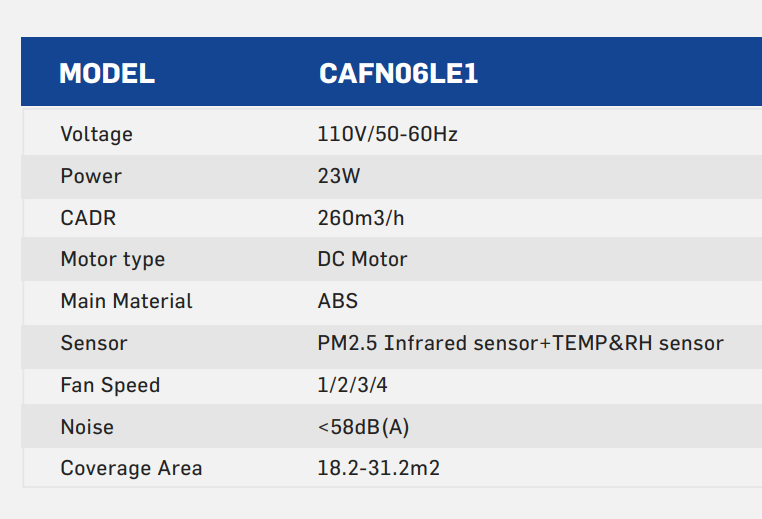 MODEL CAFN06LE1
Voltage 110V/50-60Hz
Power 23W
CADR 260m3/h
Motor type DC Motor
Main Material ABS
Sensor PM2.5 Infrared sensor+TEMP&RH sensor
Fan Speed 1/2/3/4
Noise <58dB(A)
Coverage Area 18.2-31.2m2